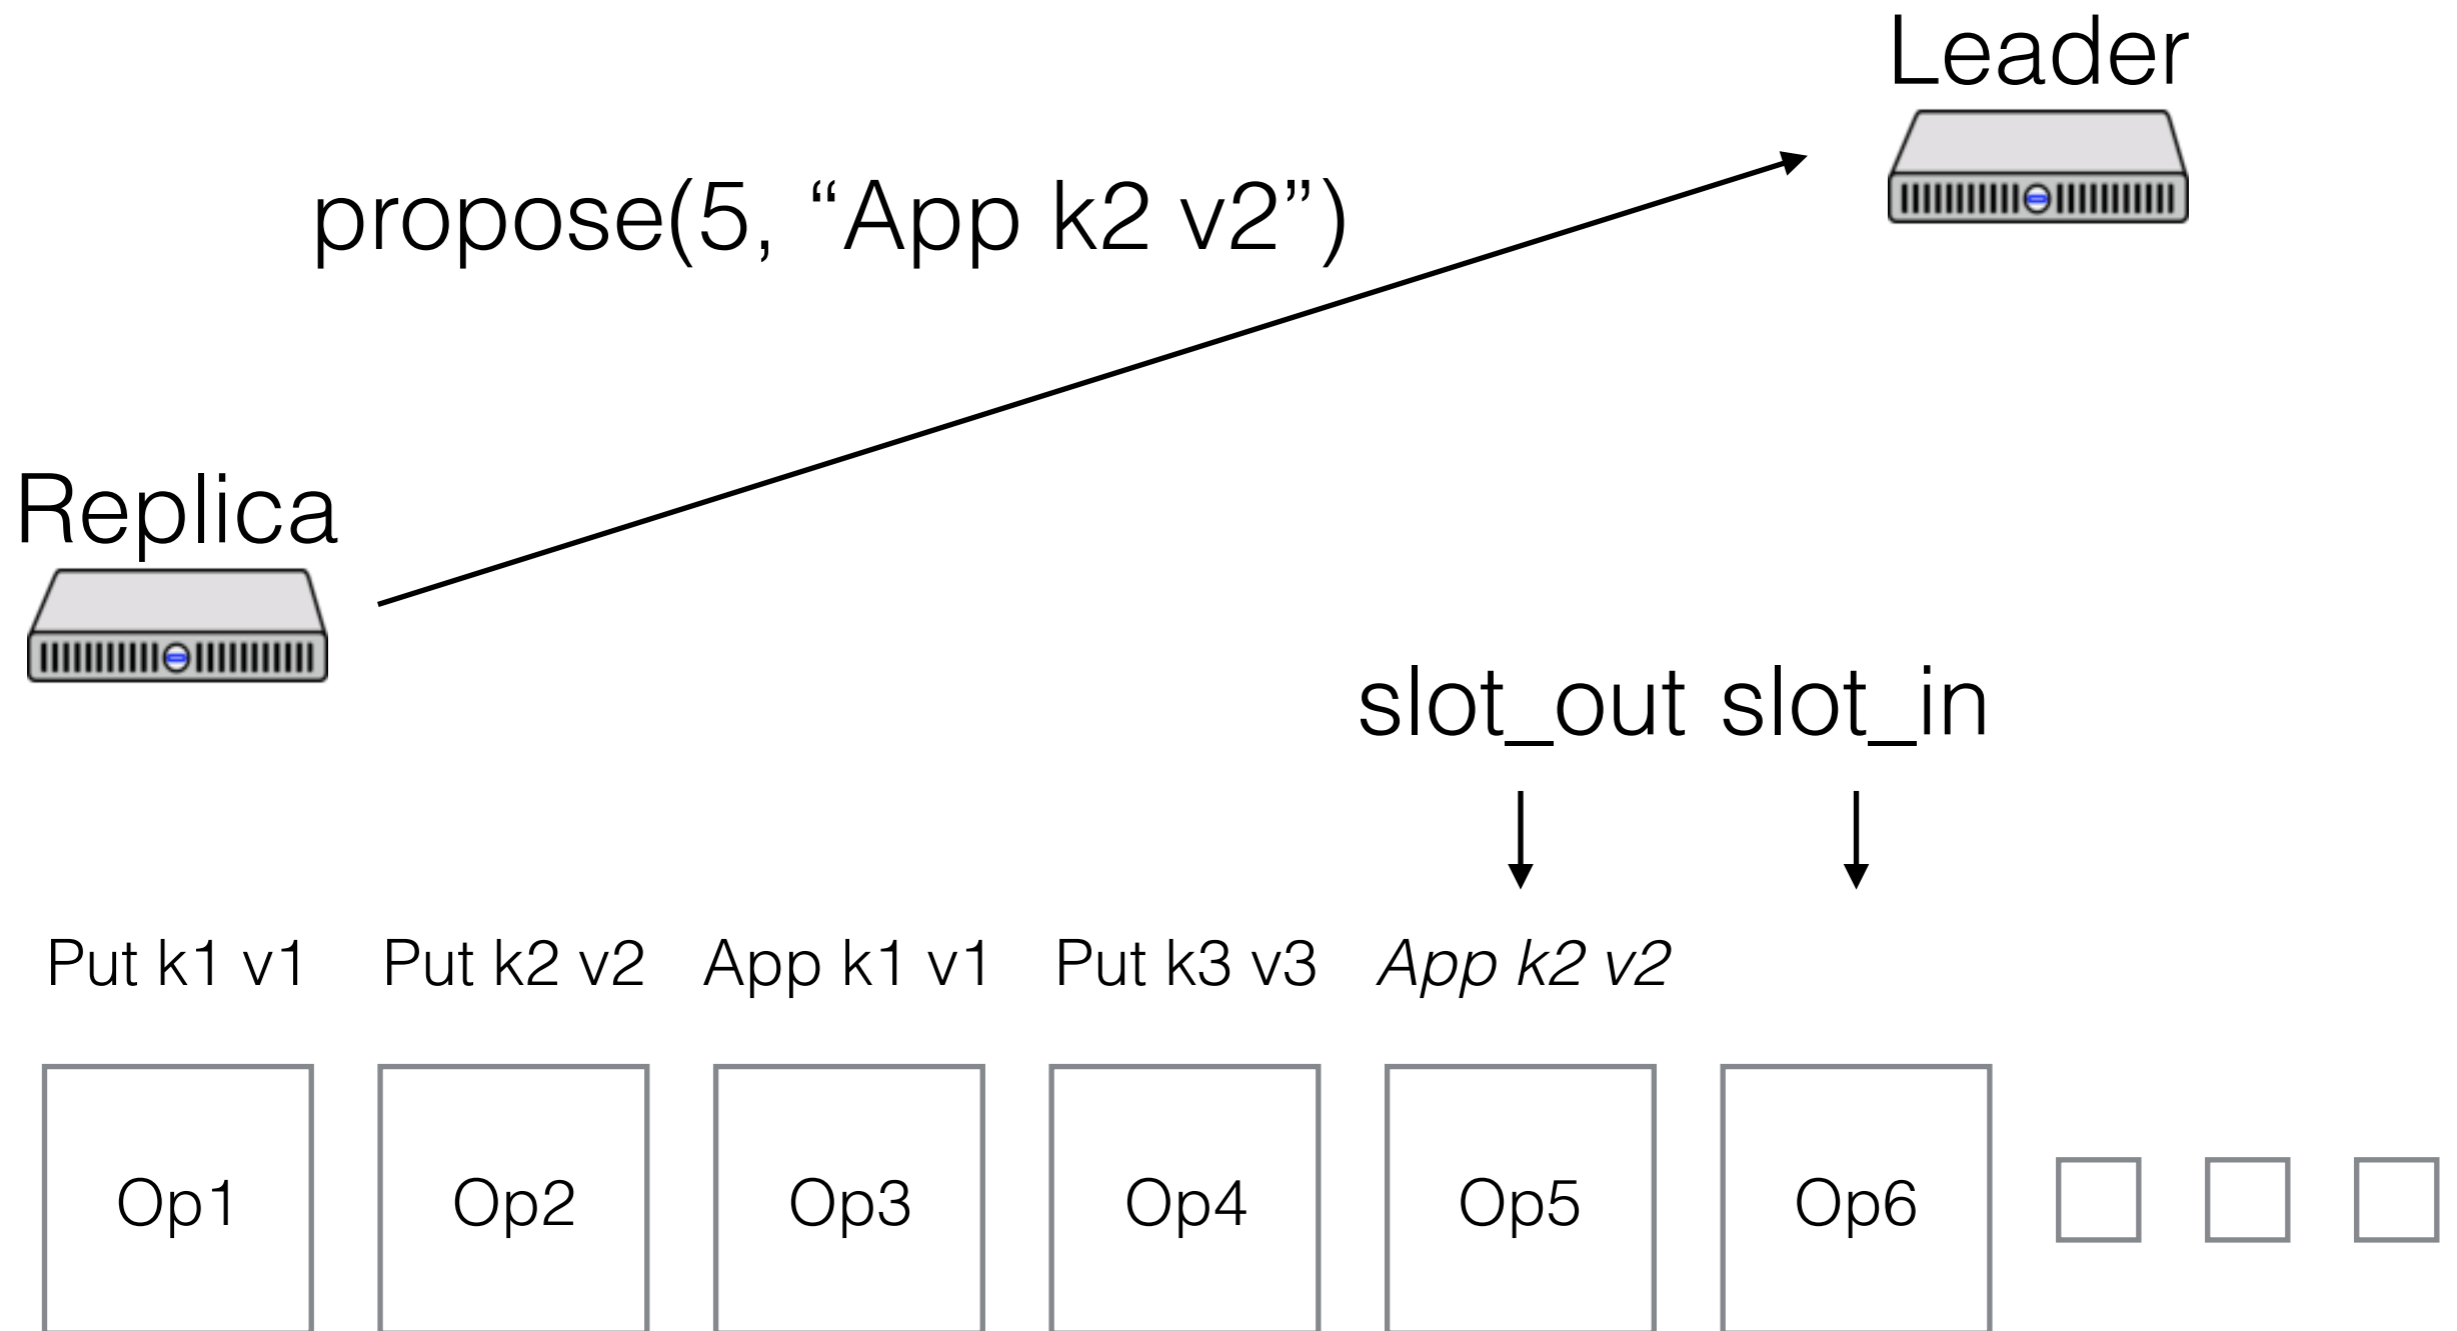 Leader
propose(5, “App k2 v2”)
Replica
slot_out slot_in
Put k1 v1 Put k2 v2 App k1 v1 Put k3 v3 App k2 v2
Op1 Op2 Op3 Op4 Op5 Op6